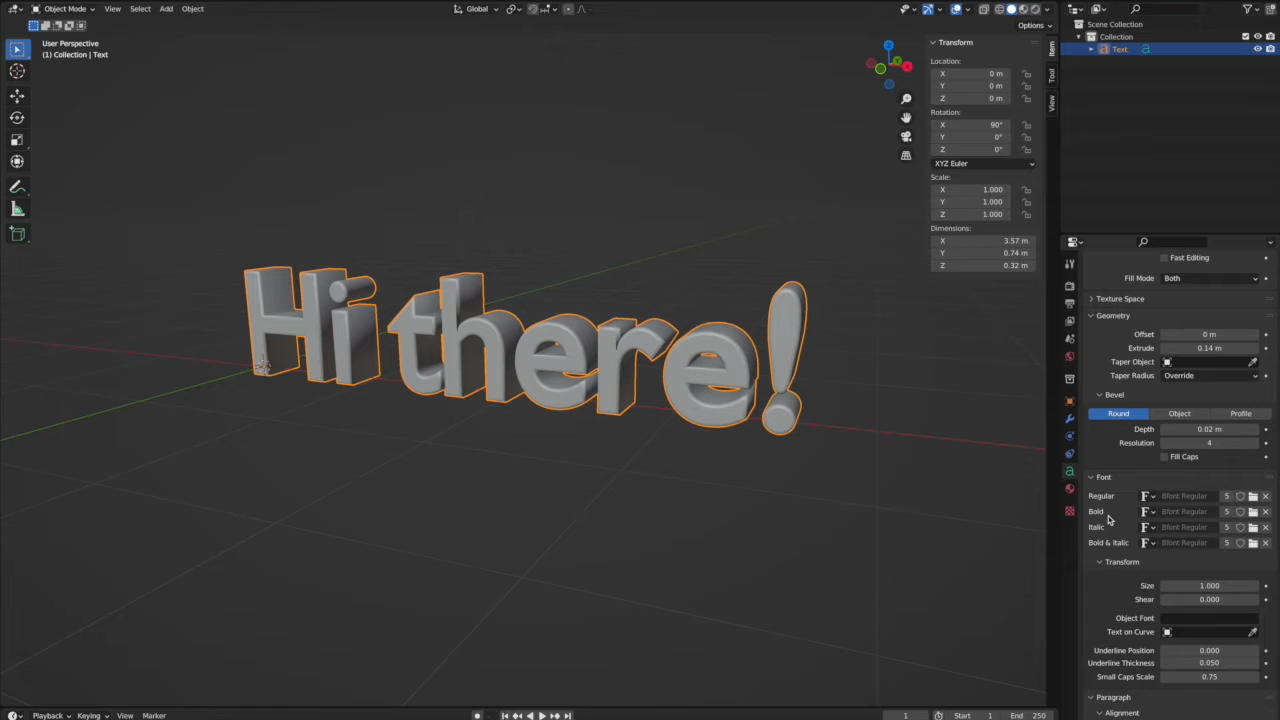 Object Mode
View
Select
Add
Object
Global
Options
User Perspective
(1) Collection | Text
Hi there!
Z
Y
X
Transform
Location:
X 0 m
Y 0 m
Z 0 m
Rotation:
X 90°
Y 0°
Z 0°
XYZ Euler
Scale:
X 1.000
Y 1.000
Z 1.000
Dimensions:
X 3.57 m
Y 0.74 m
Z 0.32 m
Item
Tool
View
Scene Collection
Collection
Text
Fast Editing
Fill Mode Both
Texture Space
Geometry
Offset 0 m
Extrude 0.14 m
Taper Object
Taper Radius Override
Bevel
Round Object Profile
Depth 0.02 m
Resolution 4
Fill Caps
Font
Regular F Bfont Regular 5
Bold F Bfont Regular 5
Italic F Bfont Regular 5
Bold & Italic F Bfont Regular 5
Transform
Size 1.000
Shear 0.000
Object Font
Text on Curve
Underline Position 0.000
Underline Thickness 0.050
Small Caps Scale 0.75
Paragraph
Alignment
Playback
Keying
View
Marker
1
Start 1
End 250